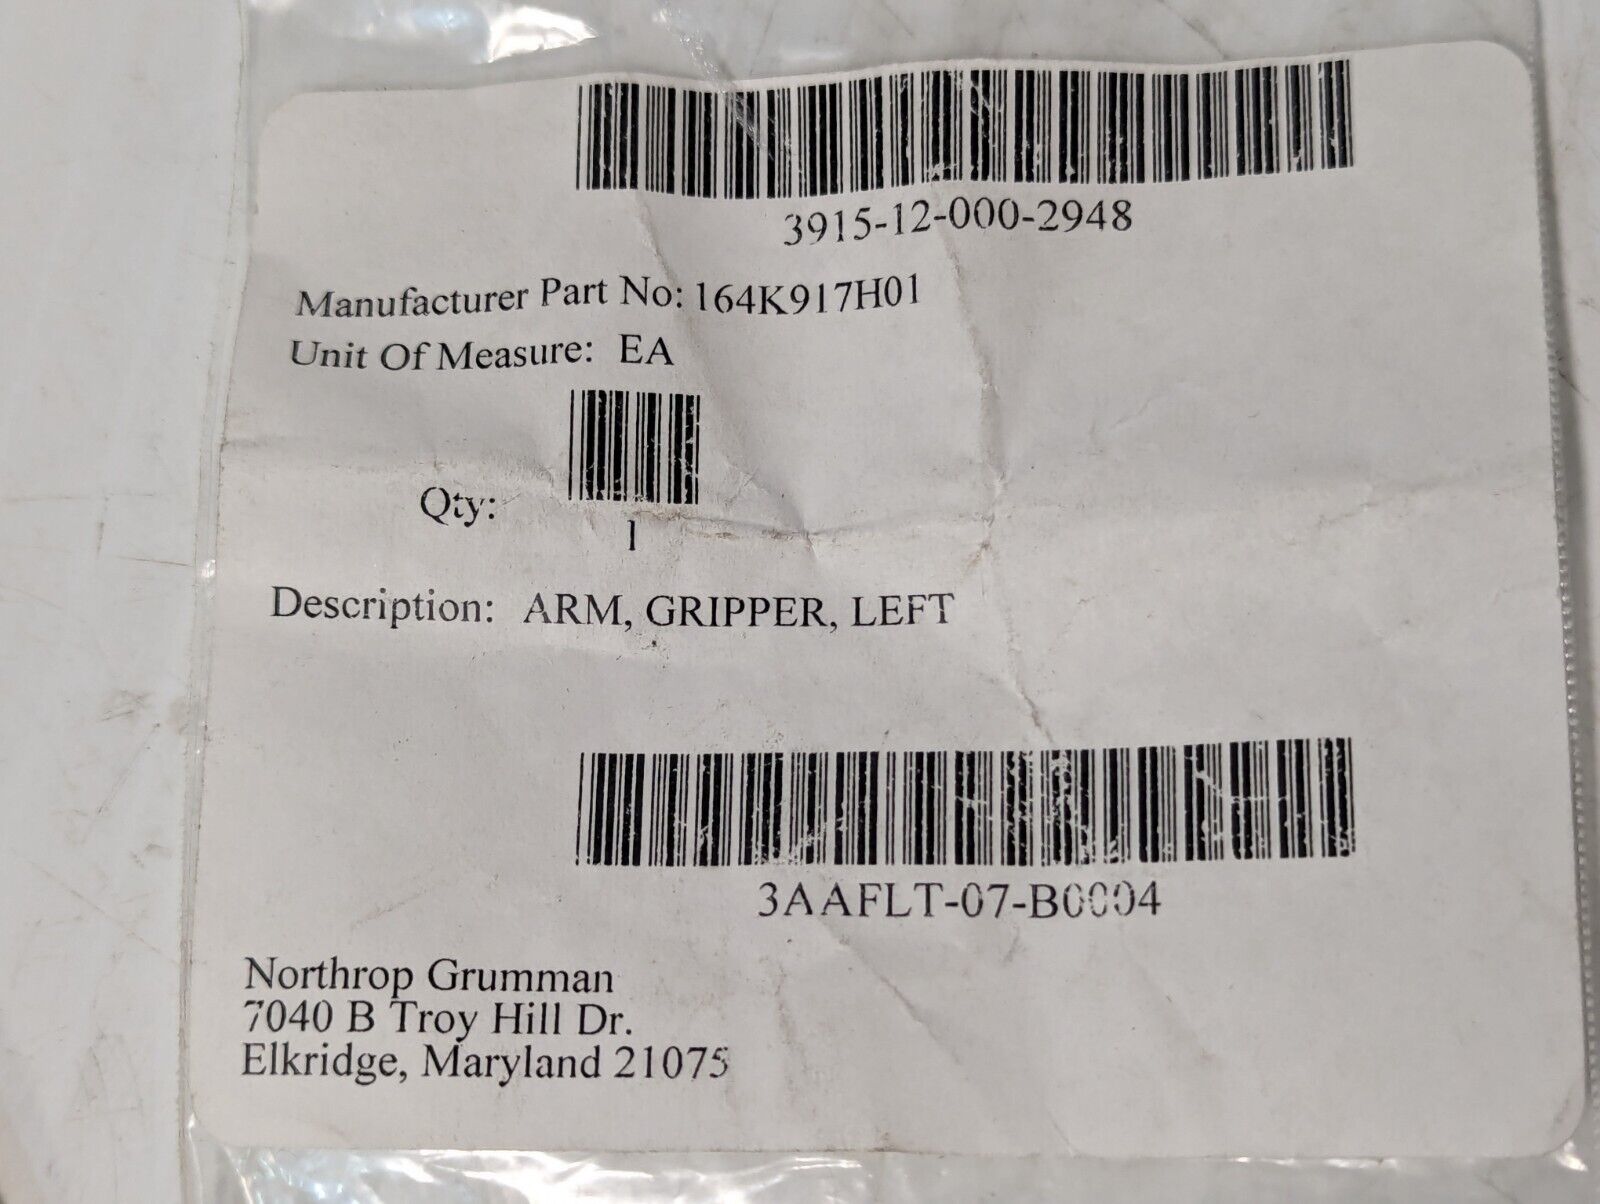 3915-12-000-2948
Manufacturer Part No: 164K917H01
Unit Of Measure: EA
Qty:
1
Description: ARM, GRIPPER, LEFT
3AAFLT-07-B0004
Northrop Grumman
7040 B Troy Hill Dr.
Elkridge, Maryland 21075